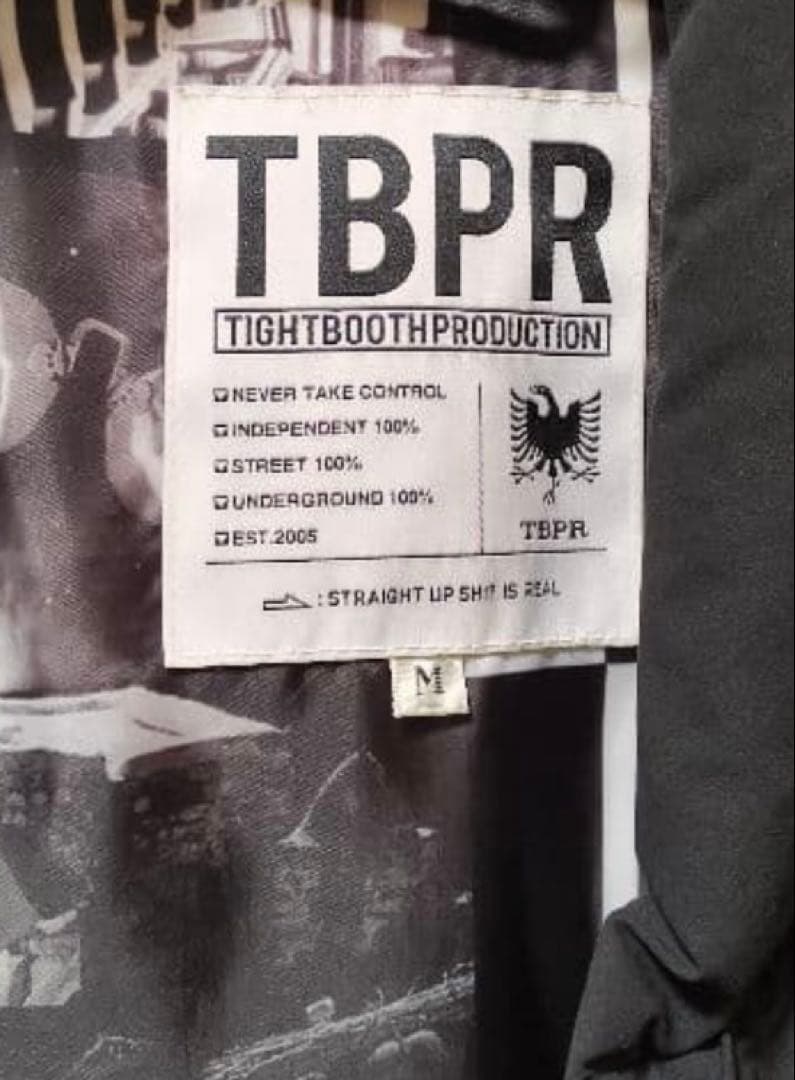 TBPR
TIGHTBOOTHPRODUCTION
NEVER TAKE CONTROL
INDEPENDENT 100%
STREET 100%
UNDERGROUND 100%
EST.2005
TBPR
: STRAIGHT UP SHIT IS REAL
M